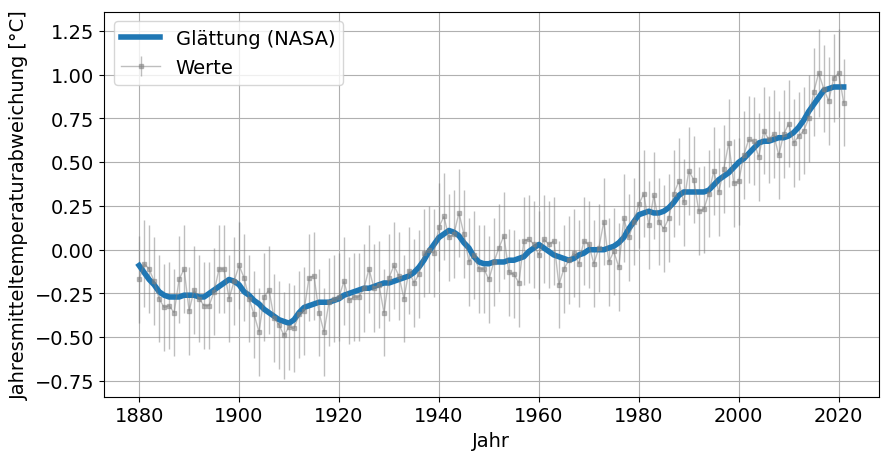 Jahresmitteltemperaturabweichung [°C]
1.25
1.00
0.75
0.50
0.25
0.00
−0.25
−0.50
−0.75
Glättung (NASA)
Werte
1880 1900 1920 1940 1960 1980 2000 2020
Jahr